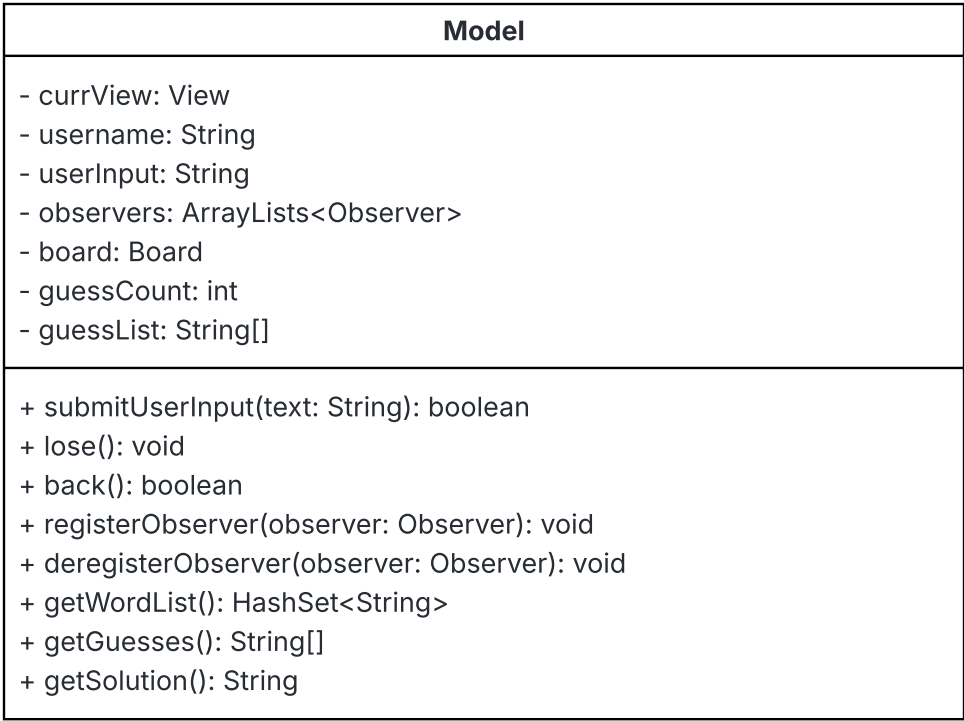 Model
- currView: View
- username: String
- userInput: String
- observers: ArrayLists<Observer>
- board: Board
- guessCount: int
- guessList: String[]
+ submitUserInput(text: String): boolean
+ lose(): void
+ back(): boolean
+ registerObserver(observer: Observer): void
+ deregisterObserver(observer: Observer): void
+ getWordList(): HashSet<String>
+ getGuesses(): String[]
+ getSolution(): String